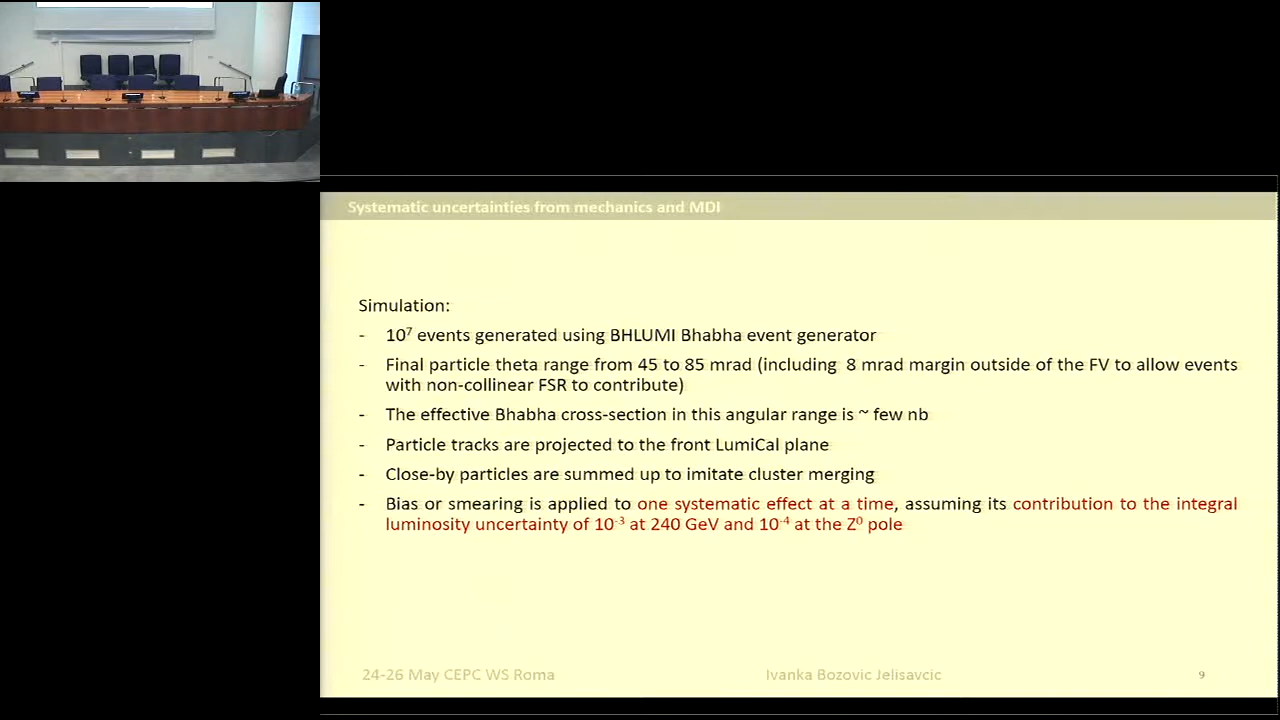 Systematic uncertainties from mechanics and MDI
Simulation:
- 10⁷ events generated using BHLUMI Bhabha event generator
- Final particle theta range from 45 to 85 mrad (including 8 mrad margin outside of the FV to allow events
with non-collinear FSR to contribute)
- The effective Bhabha cross-section in this angular range is ~ few nb
- Particle tracks are projected to the front LumiCal plane
- Close-by particles are summed up to imitate cluster merging
- Bias or smearing is applied to one systematic effect at a time, assuming its contribution to the integral
luminosity uncertainty of 10⁻³ at 240 GeV and 10⁻⁴ at the Z⁰ pole
24-26 May CEPC WS Roma Ivanka Bozovic Jelisavcic 9